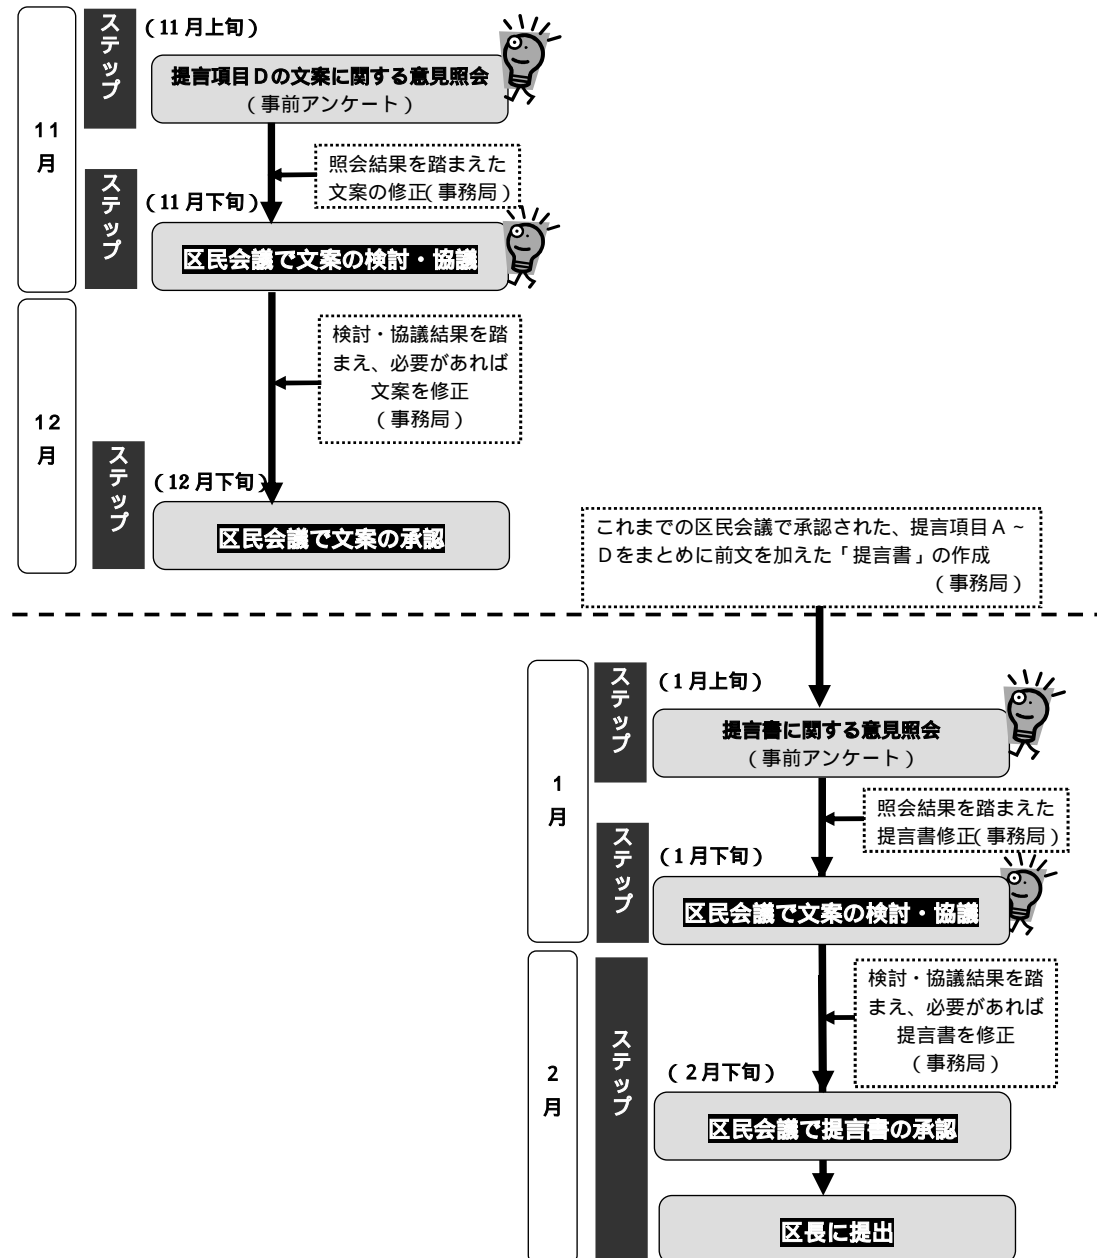 11
月
ステップ
（11月上旬）
提言項目Ｄの文案に関する意見照会
（事前アンケート）
照会結果を踏まえた
文案の修正（事務局）
ステップ
（11月下旬）
区民会議で文案の検討・協議
12
月
検討・協議結果を踏
まえ、必要があれば
文案を修正
（事務局）
ステップ
（12月下旬）
区民会議で文案の承認
これまでの区民会議で承認された、提言項目Ａ～
Ｄをまとめに前文を加えた「提言書」の作成
（事務局）
1
月
ステップ
（1月上旬）
提言書に関する意見照会
（事前アンケート）
照会結果を踏まえた
提言書修正（事務局）
ステップ
（1月下旬）
区民会議で文案の検討・協議
2
月
検討・協議結果を踏
まえ、必要があれば
提言書を修正
（事務局）
ステップ
（2月下旬）
区民会議で提言書の承認
区長に提出